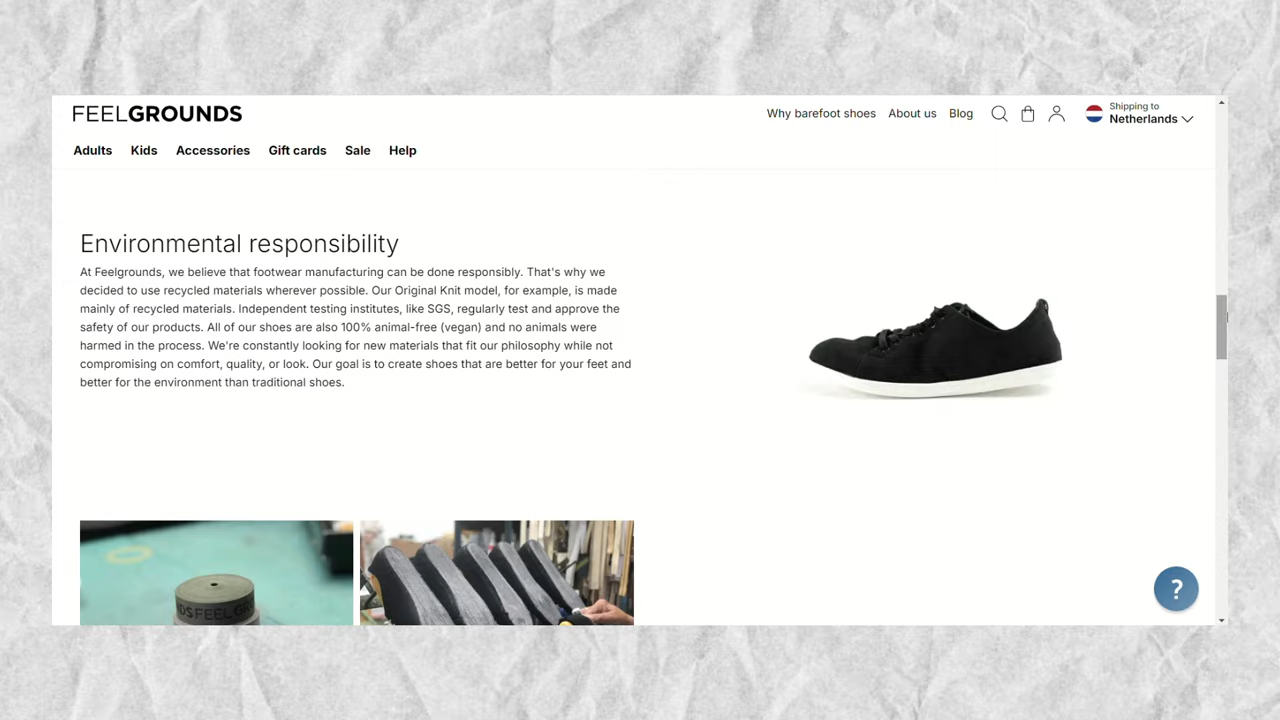 FEELGROUNDS
Why barefoot shoes About us Blog
Shipping to
Netherlands
Adults Kids Accessories Gift cards Sale Help
Environmental responsibility
At Feelgrounds, we believe that footwear manufacturing can be done responsibly. That's why we
decided to use recycled materials wherever possible. Our Original Knit model, for example, is made
mainly of recycled materials. Independent testing institutes, like SGS, regularly test and approve the
safety of our products. All of our shoes are also 100% animal-free (vegan) and no animals were
harmed in the process. We're constantly looking for new materials that fit our philosophy while not
compromising on comfort, quality, or look. Our goal is to create shoes that are better for your feet and
better for the environment than traditional shoes.
?